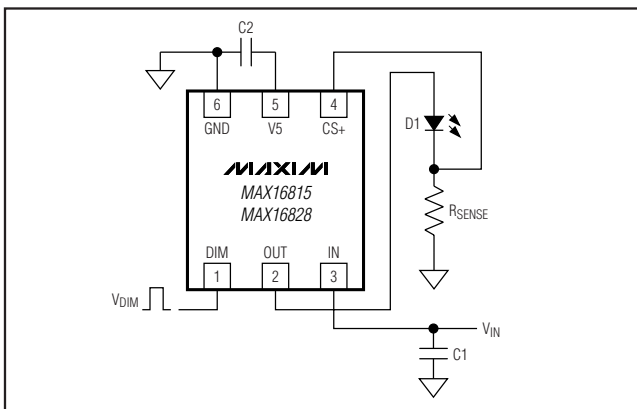 C2
6
5
4
GND
V5
CS+
D1
MAXIM
MAX16815
MAX16828
RSENSE
DIM
OUT
IN
1
2
3
VDIM
VIN
C1